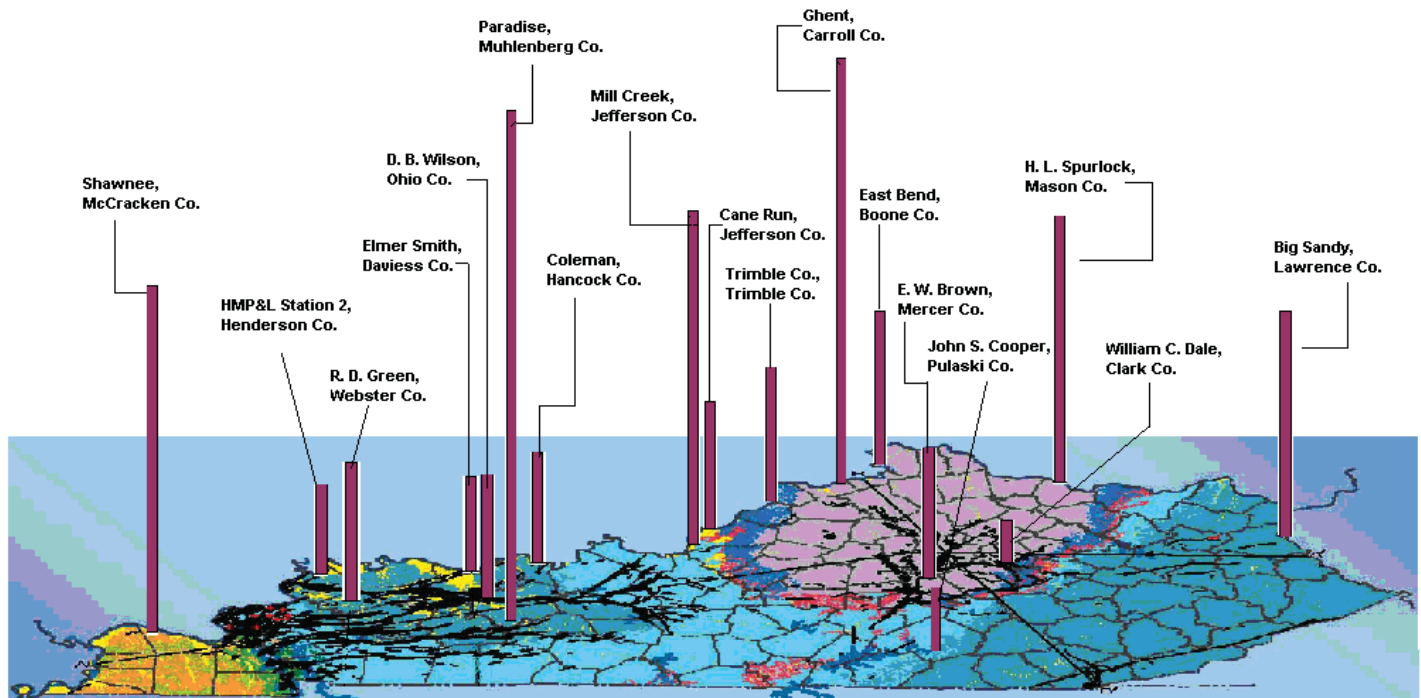 Ghent,
Carroll Co.
Paradise,
Muhlenberg Co.
Mill Creek,
Jefferson Co.
D. B. Wilson,
Ohio Co.
H. L. Spurlock,
Mason Co.
Shawnee,
McCracken Co.
East Bend,
Boone Co.
Cane Run,
Jefferson Co.
Elmer Smith,
Daviess Co.
Big Sandy,
Lawrence Co.
Coleman,
Hancock Co.
Trimble Co.,
Trimble Co.
E. W. Brown,
Mercer Co.
HMP&L Station 2,
Henderson Co.
John S. Cooper,
Pulaski Co.
William C. Dale,
Clark Co.
R. D. Green,
Webster Co.